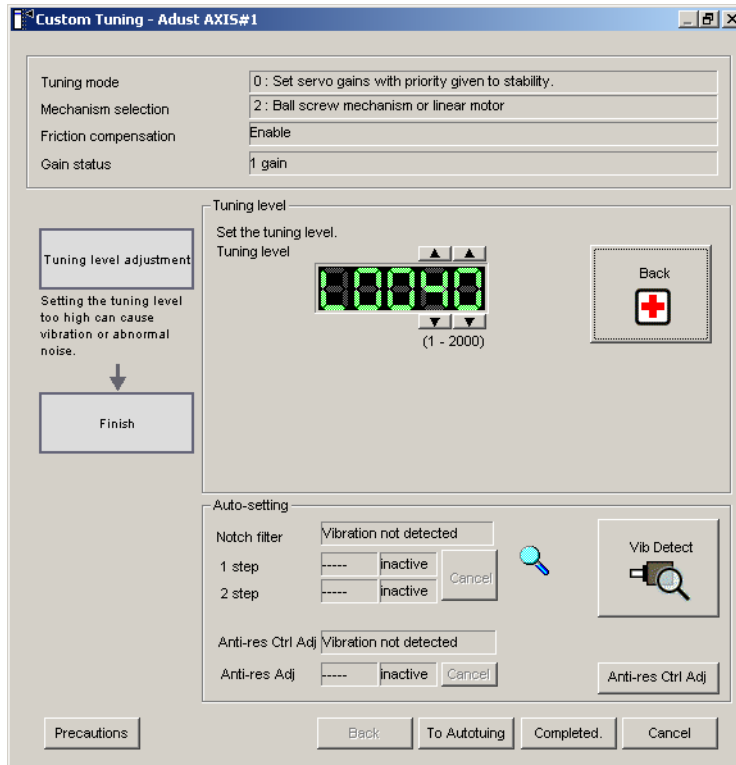 Custom Tuning - Adust AXIS#1
Tuning mode
0 : Set servo gains with priority given to stability.
Mechanism selection
2 : Ball screw mechanism or linear motor
Friction compensation
Enable
Gain status
1 gain
Tuning level adjustment
Setting the tuning level
too high can cause
vibration or abnormal
noise.
Finish
Tuning level
Set the tuning level.
Tuning level
L0040
(1 - 2000)
Back
Auto-setting
Notch filter
Vibration not detected
1 step
-----
inactive
2 step
-----
inactive
Cancel
Vib Detect
Anti-res Ctrl Adj
Vibration not detected
Anti-res Adj
-----
inactive
Cancel
Anti-res Ctrl Adj
Precautions
Back
To Autotuing
Completed.
Cancel